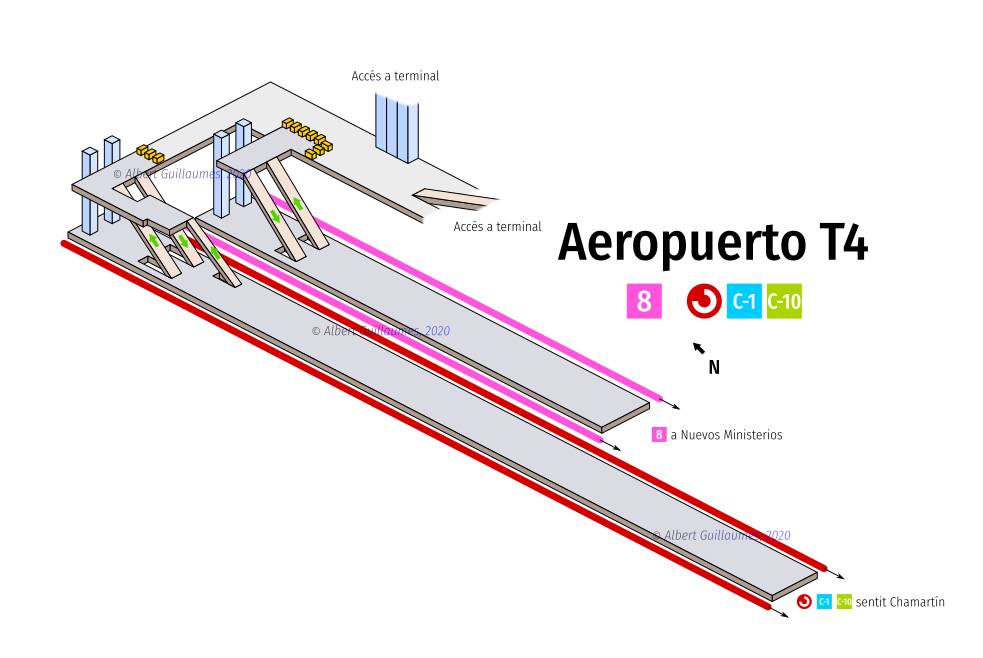 Accés a terminal
© Albert Guillaumes, 2020
Accés a terminal
Aeropuerto T4
8 C-1 C-10
N
© Albert Guillaumes, 2020
8 a Nuevos Ministerios
© Albert Guillaumes, 2020
C-1 C-10 sentit Chamartín